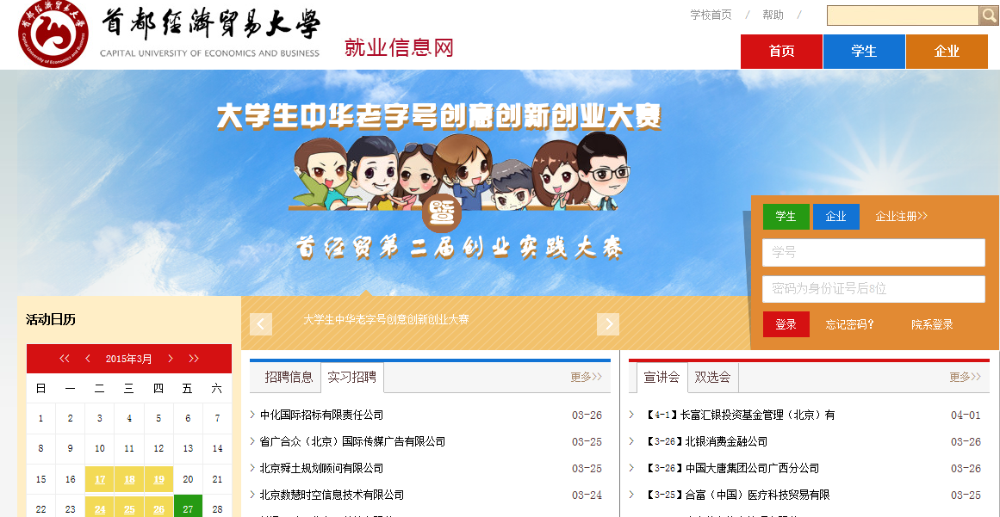 首都經濟貿易大學
CAPITAL UNIVERSITY OF ECONOMICS AND BUSINESS
就业信息网
学校首页 / 帮助 /
首页 学生 企业
大学生中华老字号创意创新创业大赛
暨
首经贸第二届创业实践大赛
学生 企业 企业注册>>
学号
密码为身份证号后8位
登录 忘记密码? 院系登录
大学生中华老字号创意创新创业大赛
活动日历
<< < 2015年3月 > >>
日 一 二 三 四 五 六
1 2 3 4 5 6 7
8 9 10 11 12 13 14
15 16 17 18 19 20 21
22 23 24 25 26 27 28
招聘信息 实习招聘 更多>>
中化国际招标有限责任公司 03-26
省广合众（北京）国际传媒广告有限公司 03-25
北京舜土规划顾问有限公司 03-25
北京数慧时空信息技术有限公司 03-24
宣讲会 双选会 更多>>
【4-1】长富汇银投资基金管理（北京）有 04-01
【3-26】北银消费金融公司 03-26
【3-26】中国大唐集团公司广西分公司 03-26
【3-25】合富（中国）医疗科技贸易有限 03-25